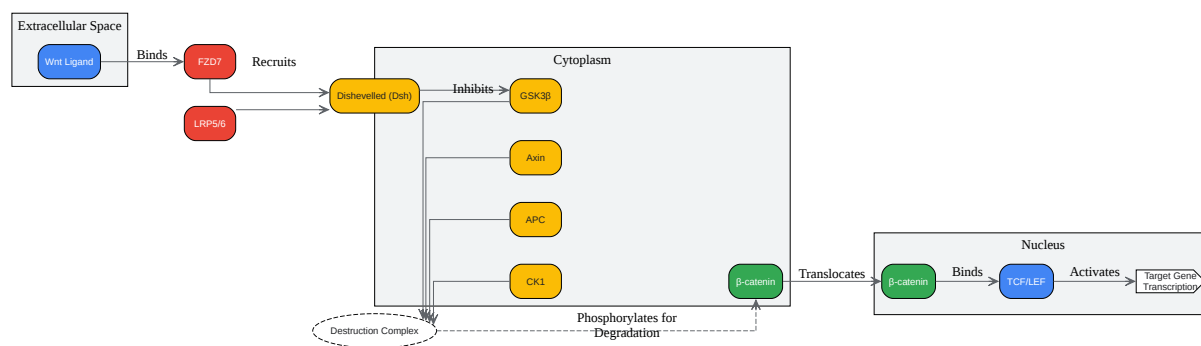 Extracellular Space
Wnt Ligand
Binds
FZD7
Recruits
LRP5/6
Cytoplasm
Dishevelled (Dsh)
Inhibits
GSK3β
Axin
APC
CK1
Destruction Complex
Phosphorylates for
Degradation
β-catenin
Translocates
Nucleus
β-catenin
Binds
TCF/LEF
Activates
Target Gene
Transcription